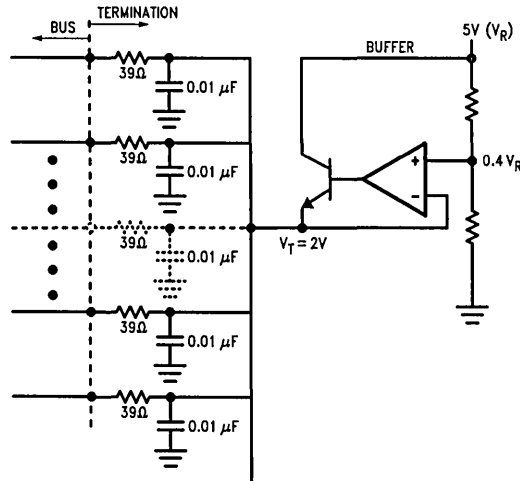 TERMINATION
BUS
39Ω
0.01 μF
39Ω
0.01 μF
39Ω
0.01 μF
39Ω
0.01 μF
39Ω
0.01 μF
BUFFER
5V (V_R)
+
−
0.4 V_R
V_T = 2V